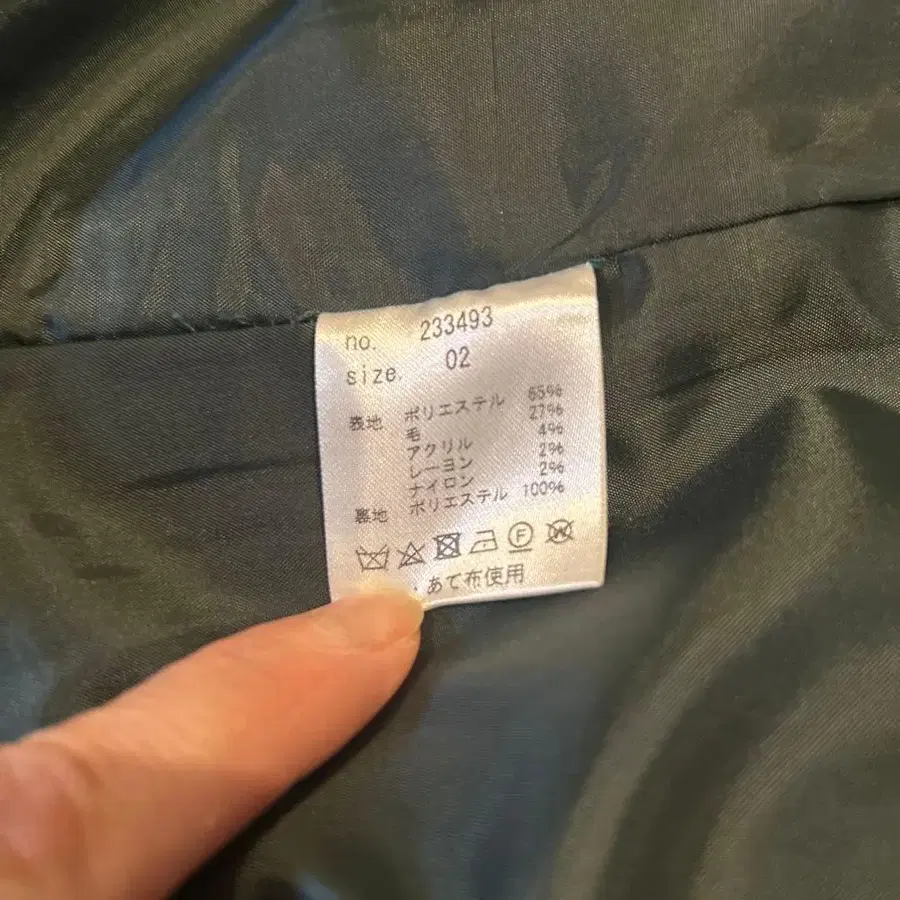 no. 233493
size. 02
表地 ポリエステル 65%
毛 27%
アクリル 4%
レーヨン 2%
ナイロン 2%
裏地 ポリエステル 100%
F W
・あて布使用